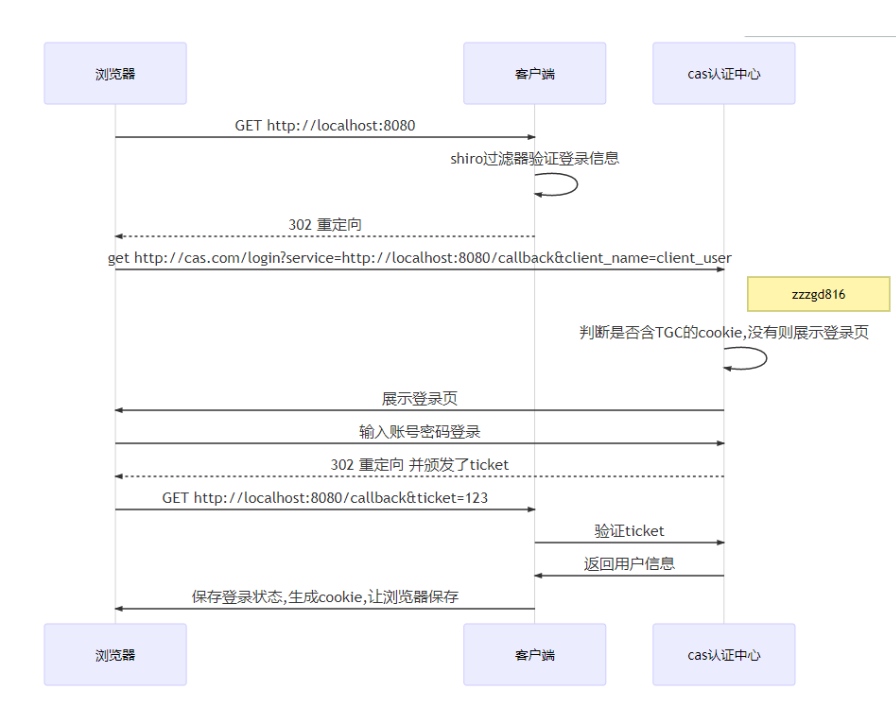 浏览器
客户端
cas认证中心
GET http://localhost:8080
shiro过滤器验证登录信息
302 重定向
get http://cas.com/login?service=http://localhost:8080/callback&client_name=client_user
zzzgd816
判断是否含TGC的cookie,没有则展示登录页
展示登录页
输入账号密码登录
302 重定向 并颁发了ticket
GET http://localhost:8080/callback&ticket=123
验证ticket
返回用户信息
保存登录状态,生成cookie,让浏览器保存
浏览器
客户端
cas认证中心